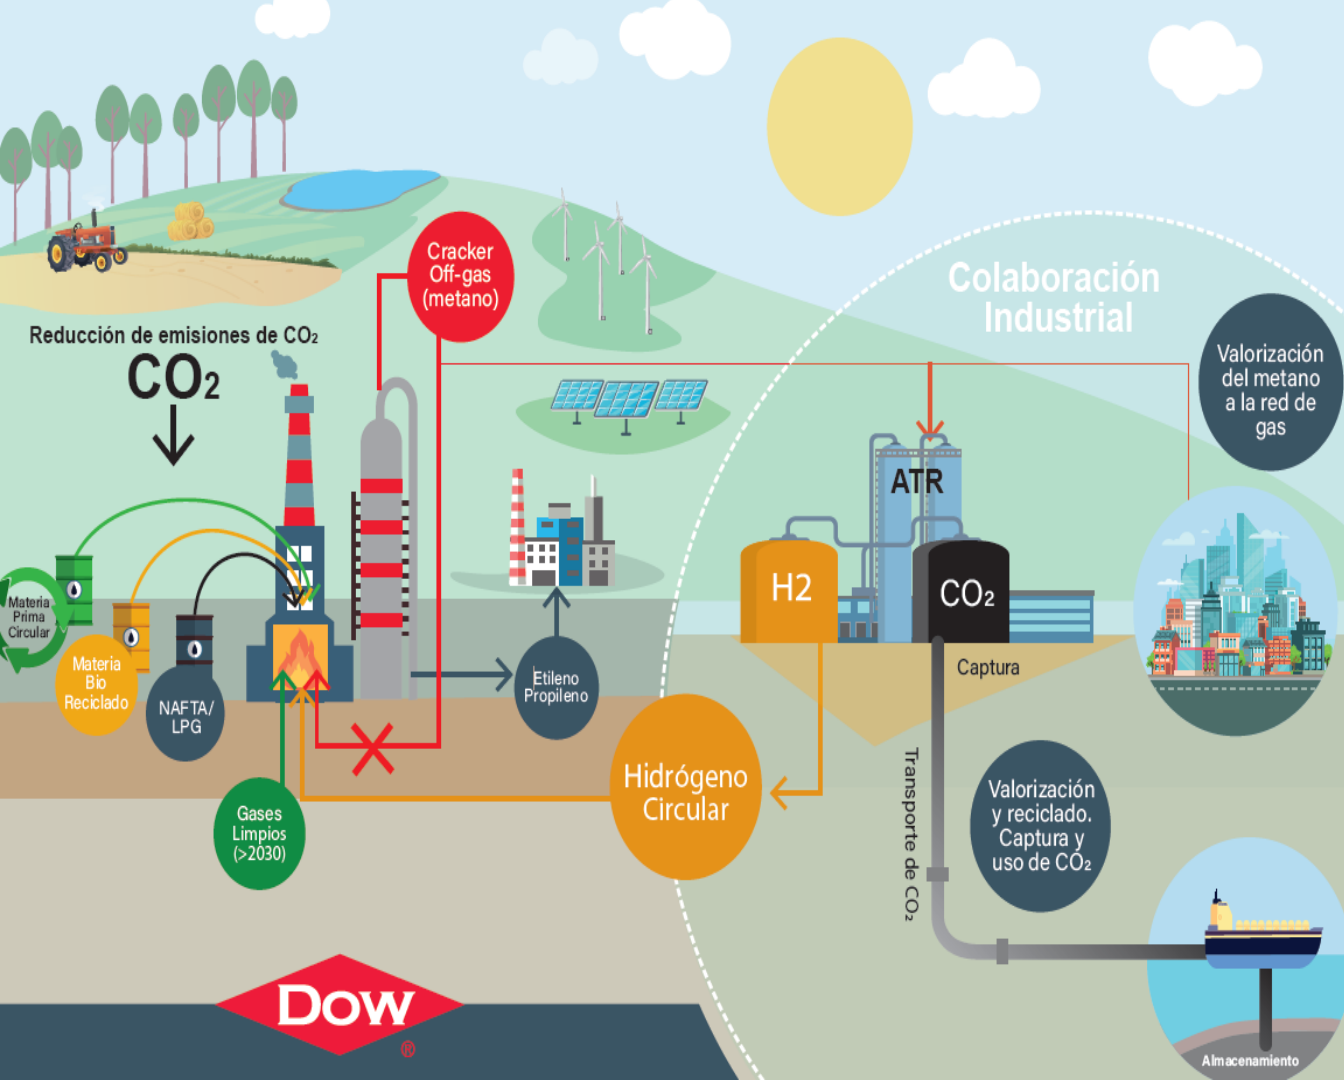 Cracker
Off-gas
(metano)
Colaboración
Industrial
Reducción de emisiones de CO₂
CO₂
Valorización
del metano
a la red de
gas
ATR
H2
CO₂
Materia
Prima
Circular
Materia
Bio
Reciclado
NAFTA/
LPG
Etileno
Propileno
Captura
Hidrógeno
Circular
Gases
Limpios
(>2030)
Transporte de CO₂
Valorización
y reciclado.
Captura y
uso de CO₂
Dow
®
Almacenamiento